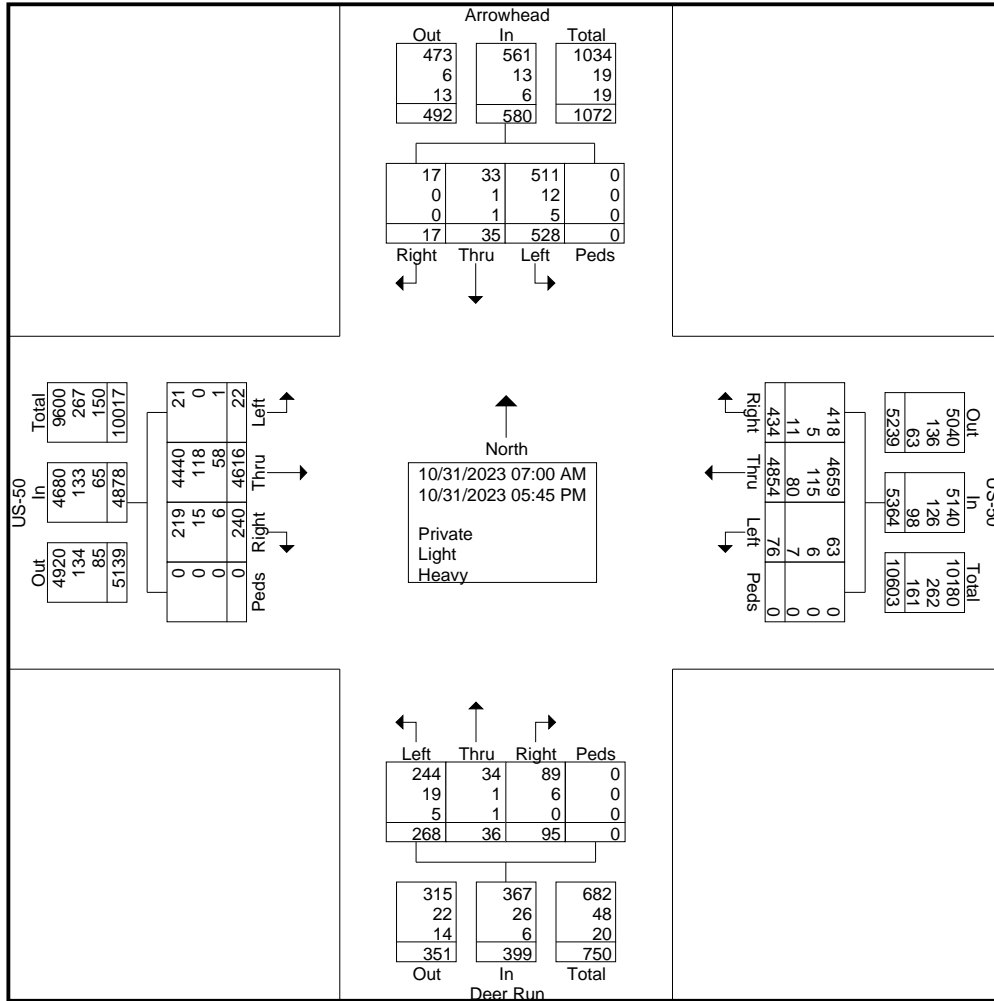 Arrowhead
Out In Total
473 561 1034
6 13 19
13 6 19
492 580 1072
17 33 511 0
0 1 12 0
0 1 5 0
17 35 528 0
Right Thru Left Peds
US-50
Total In Out
9600 4680 4920
267 133 134
150 65 85
10017 4878 5139
21 4440 219 0
0 118 15 0
1 58 6 0
22 4616 240 0
Left Thru Right Peds
North
10/31/2023 07:00 AM
10/31/2023 05:45 PM
Private
Light
Heavy
Right Thru Left Peds
418 4659 63 0
5 115 6 0
11 80 7 0
434 4854 76 0
US-50
Out In Total
5040 5140 10180
136 126 262
63 98 161
5239 5364 10603
Left Thru Right Peds
244 34 89 0
19 1 6 0
5 1 0 0
268 36 95 0
315 367 682
22 26 48
14 6 20
351 399 750
Out In Total
Deer Run